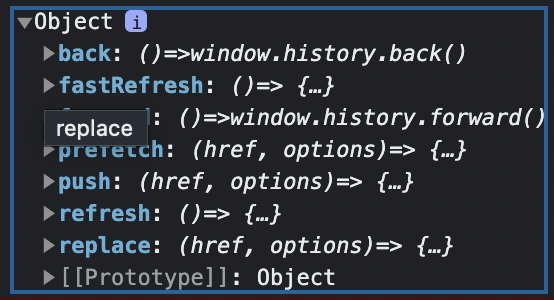 ▼Object i
▶back: ()=>window.history.back()
▶fastRefresh: ()=> {…}
: ()=>window.history.forward()
replace
▶prefetch: (href, options)=> {…}
▶push: (href, options)=> {…}
▶refresh: ()=> {…}
▶replace: (href, options)=> {…}
▶[[Prototype]]: Object